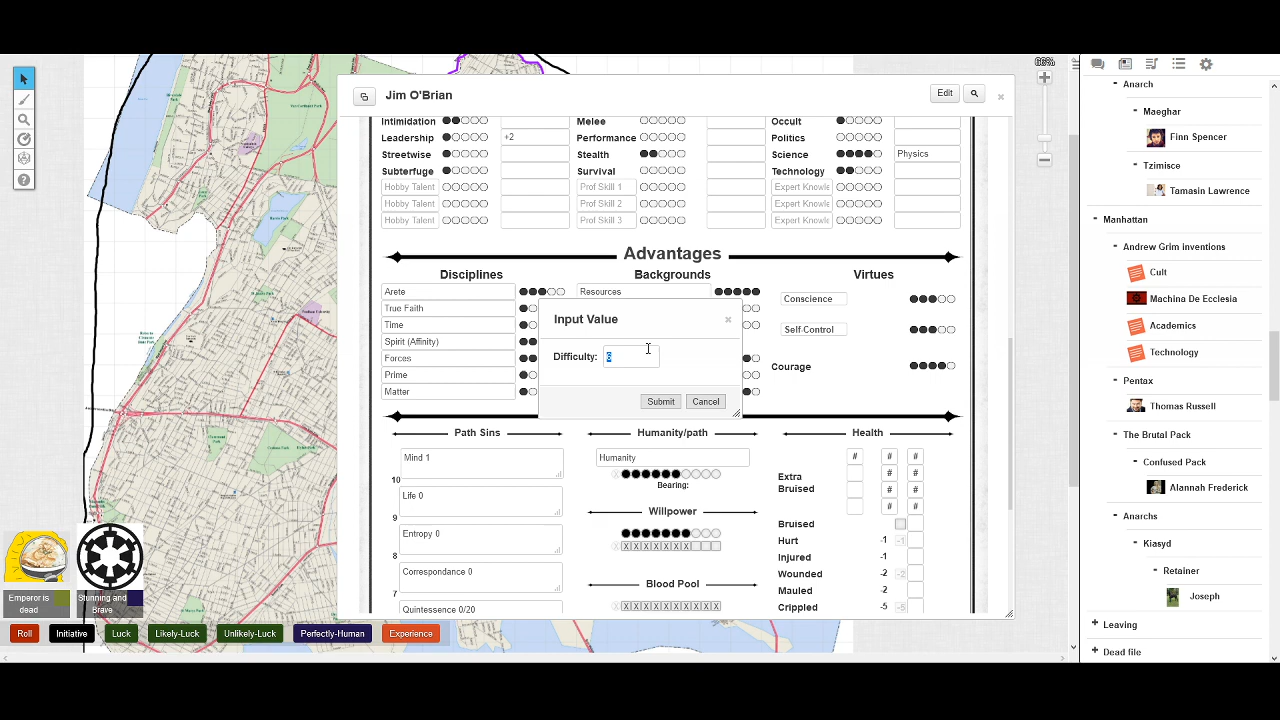 66%
Jim O'Brian
Edit
Intimidation Melee Occult
Leadership +2 Performance Politics
Streetwise Stealth Science Physics
Subterfuge Survival Technology
Hobby Talent Prof Skill 1 Expert Knowle
Hobby Talent Prof Skill 2 Expert Knowle
Hobby Talent Prof Skill 3 Expert Knowle
Advantages
Disciplines Backgrounds Virtues
Arete Resources
Conscience
True Faith
Time
Self-Control
Spirit (Affinity)
Forces
Courage
Prime
Matter
Input Value
Difficulty:
Submit Cancel
Path Sins Humanity/path Health
Mind 1 Humanity # # #
10 Extra Bruised #  #
Bearing:
Life 0 # #
9 Willpower # #
Bruised
Entropy 0
Hurt -1 -1
8 Injured -1
Correspondance 0 Wounded -2 -2
7 Blood Pool Mauled -2
Quintessence 0/20 Crippled -5 -5
Emperor is
dead
Stunning and
Brave
Roll Initiative Luck Likely-Luck Unlikely-Luck Perfectly-Human Experience
Anarch
Maeghar
Finn Spencer
Tzimisce
Tamasin Lawrence
Manhattan
Andrew Grim inventions
Cult
Machina De Ecclesia
Academics
Technology
Pentax
Thomas Russell
The Brutal Pack
Confused Pack
Alannah Frederick
Anarchs
Kiasyd
Retainer
Joseph
Leaving
Dead file